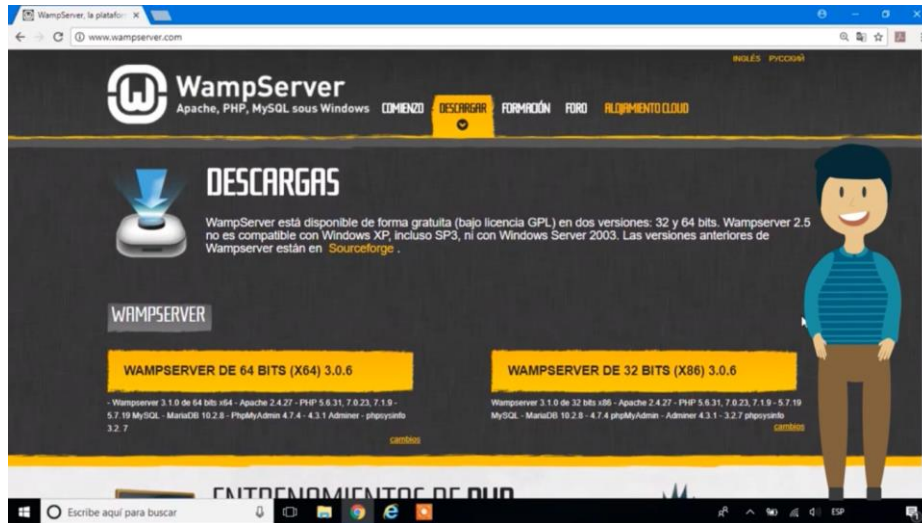 WampServer, la platafor
www.wampserver.com
INGLÉS РУССКИЙ
WampServer
Apache, PHP, MySQL sous Windows
COMIENZO DESCARGAR FORMACIÓN FORO ALOJAMIENTO CLOUD
DESCARGAS
WampServer está disponible de forma gratuita (bajo licencia GPL) en dos versiones: 32 y 64 bits. Wampserver 2.5
no es compatible con Windows XP, incluso SP3, ni con Windows Server 2003. Las versiones anteriores de
Wampserver están en Sourceforge .
WAMPSERVER
WAMPSERVER DE 64 BITS (X64) 3.0.6
- Wampserver 3.1.0 de 64 bits x64 - Apache 2.4.27 - PHP 5.6.31, 7.0.23, 7.1.9 -
5.7.19 MySQL - MariaDB 10.2.8 - PhpMyAdmin 4.7.4 - 4.3.1 Adminer - phpsysinfo
3.2. 7
cambios
WAMPSERVER DE 32 BITS (X86) 3.0.6
Wampserver 3.1.0 de 32 bits x86 - Apache 2.4.27 - PHP 5.6.31, 7.0.23, 7.1.9 - 5.7.19
MySQL - MariaDB 10.2.8 - 4.7.4 phpMyAdmin - Adminer 4.3.1 - 3.2.7 phpsysinfo
cambios
ENTRENAMIENTOS DE PHP
Escribe aquí para buscar
ESP